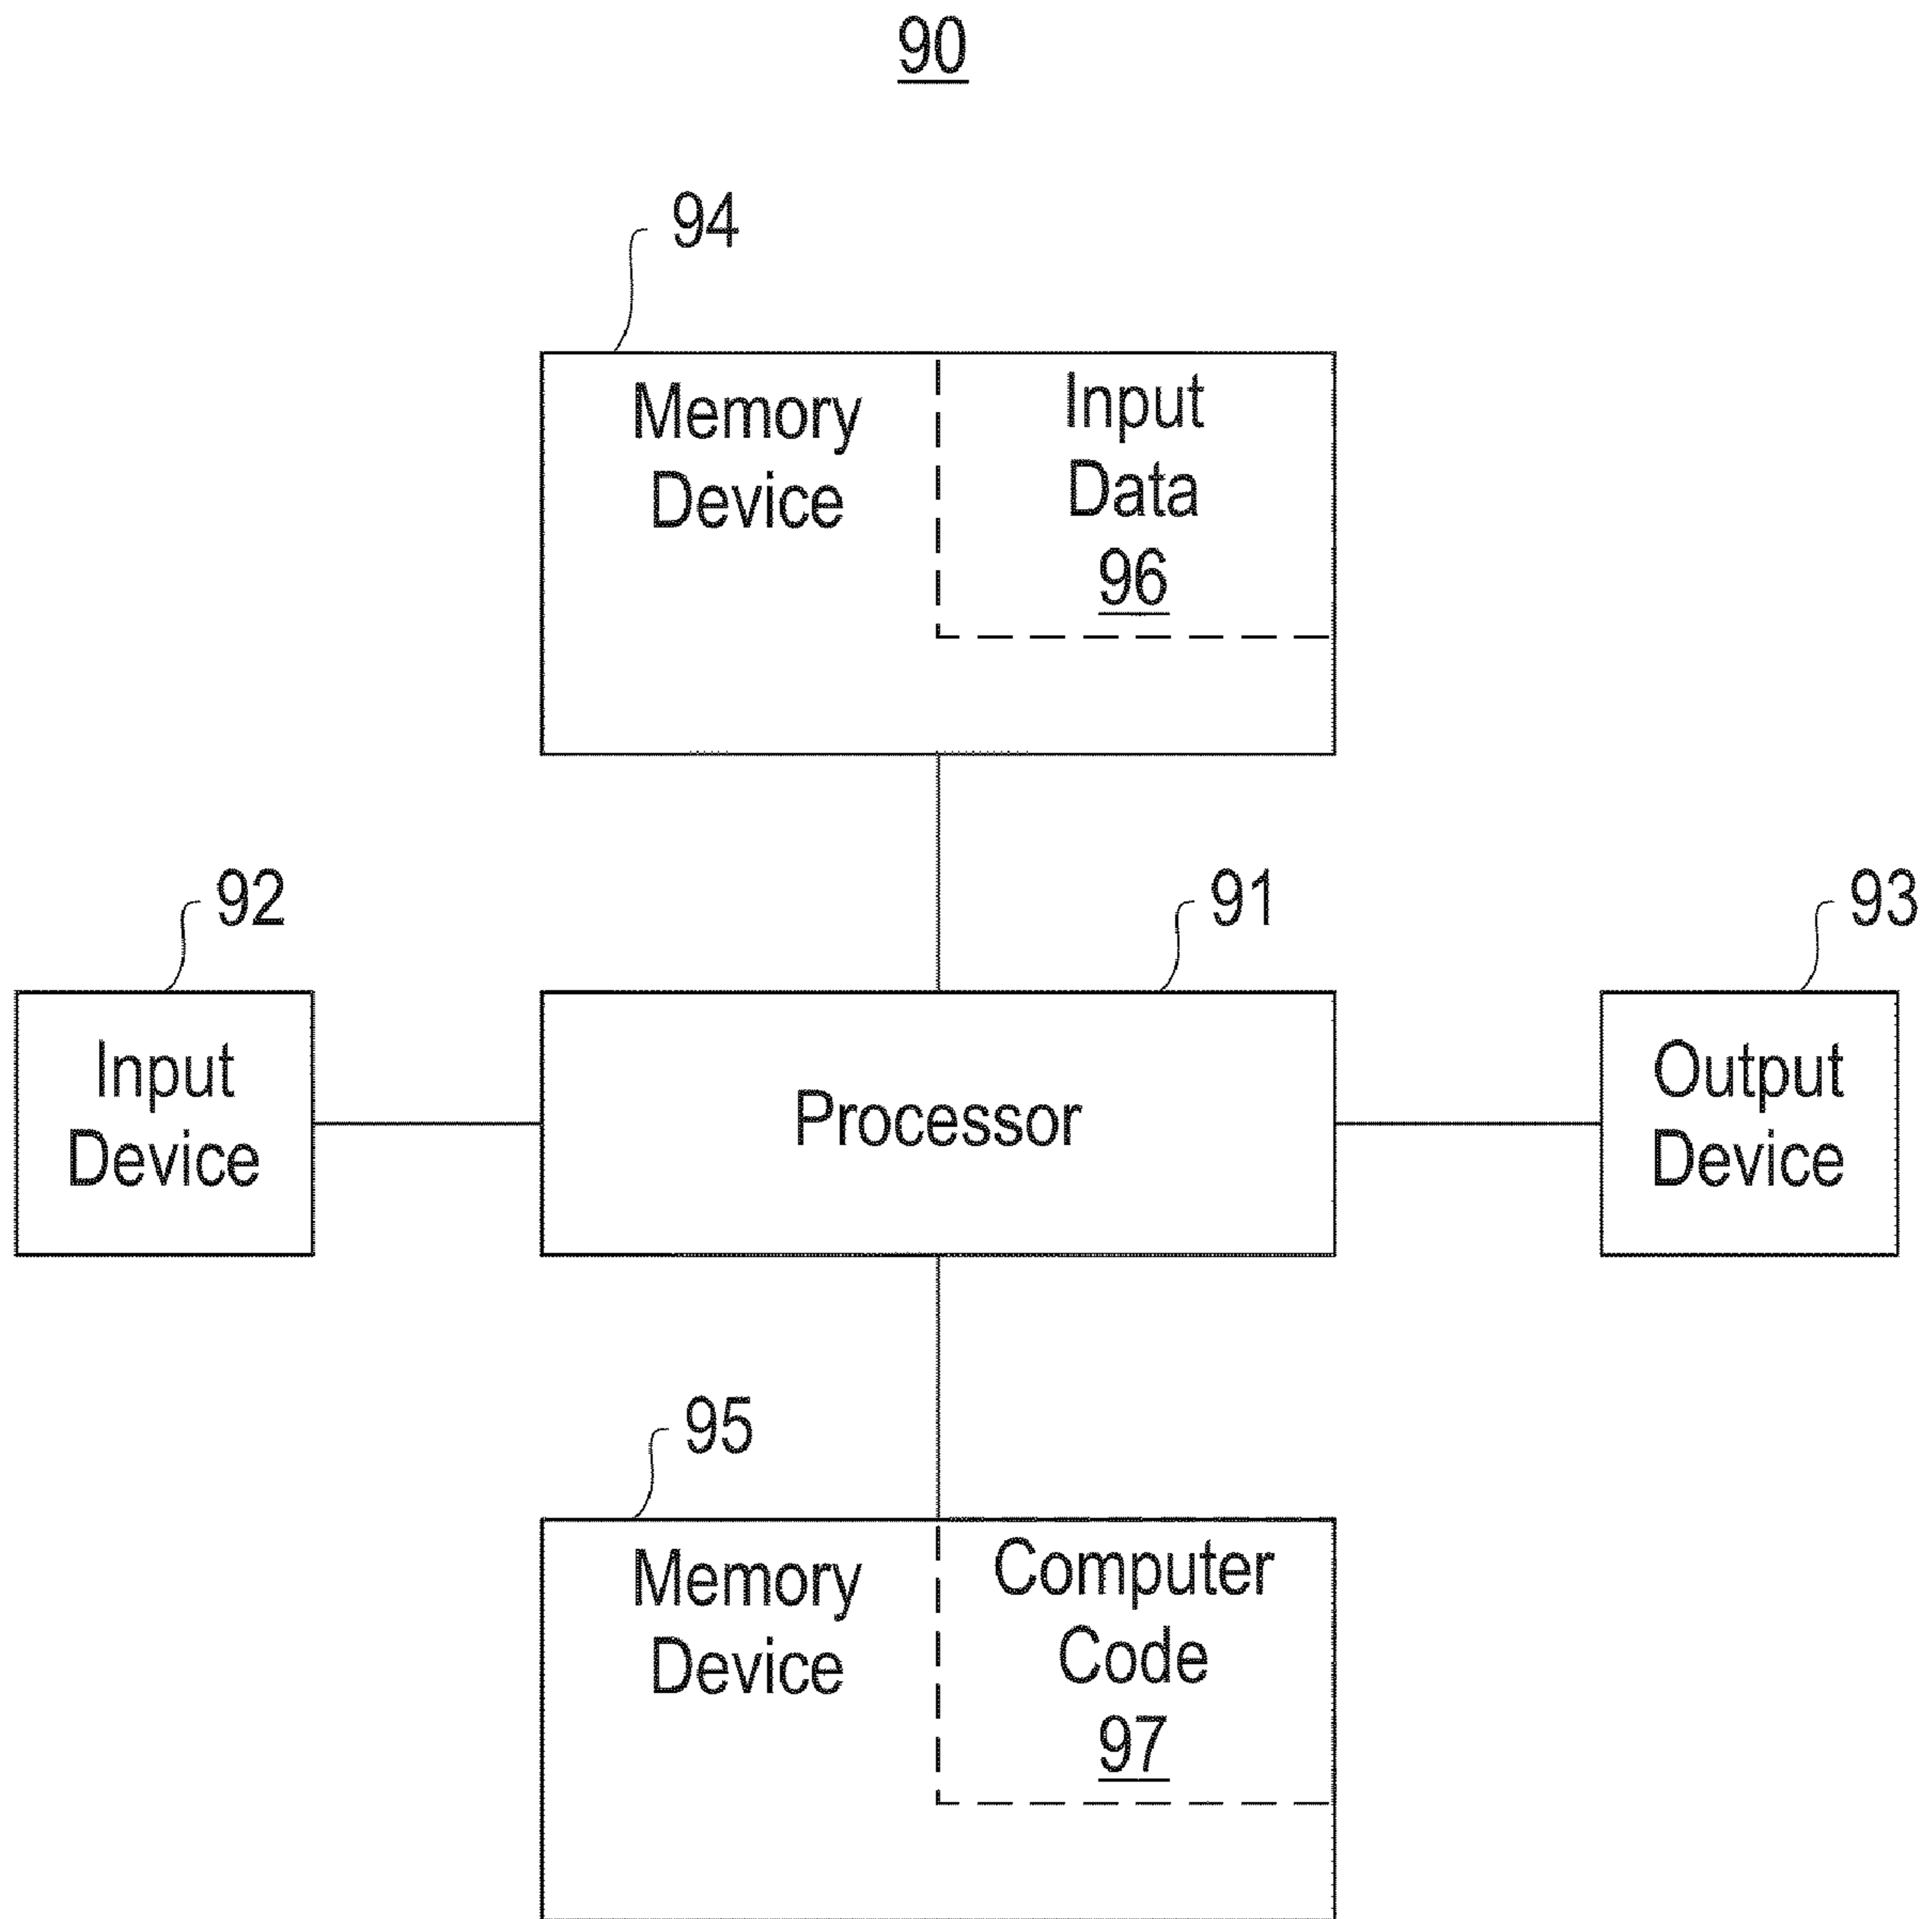 90
94
Memory
Device
Input
Data
96
92
91
93
Input
Device
Processor
Output
Device
95
Memory
Device
Computer
Code
97